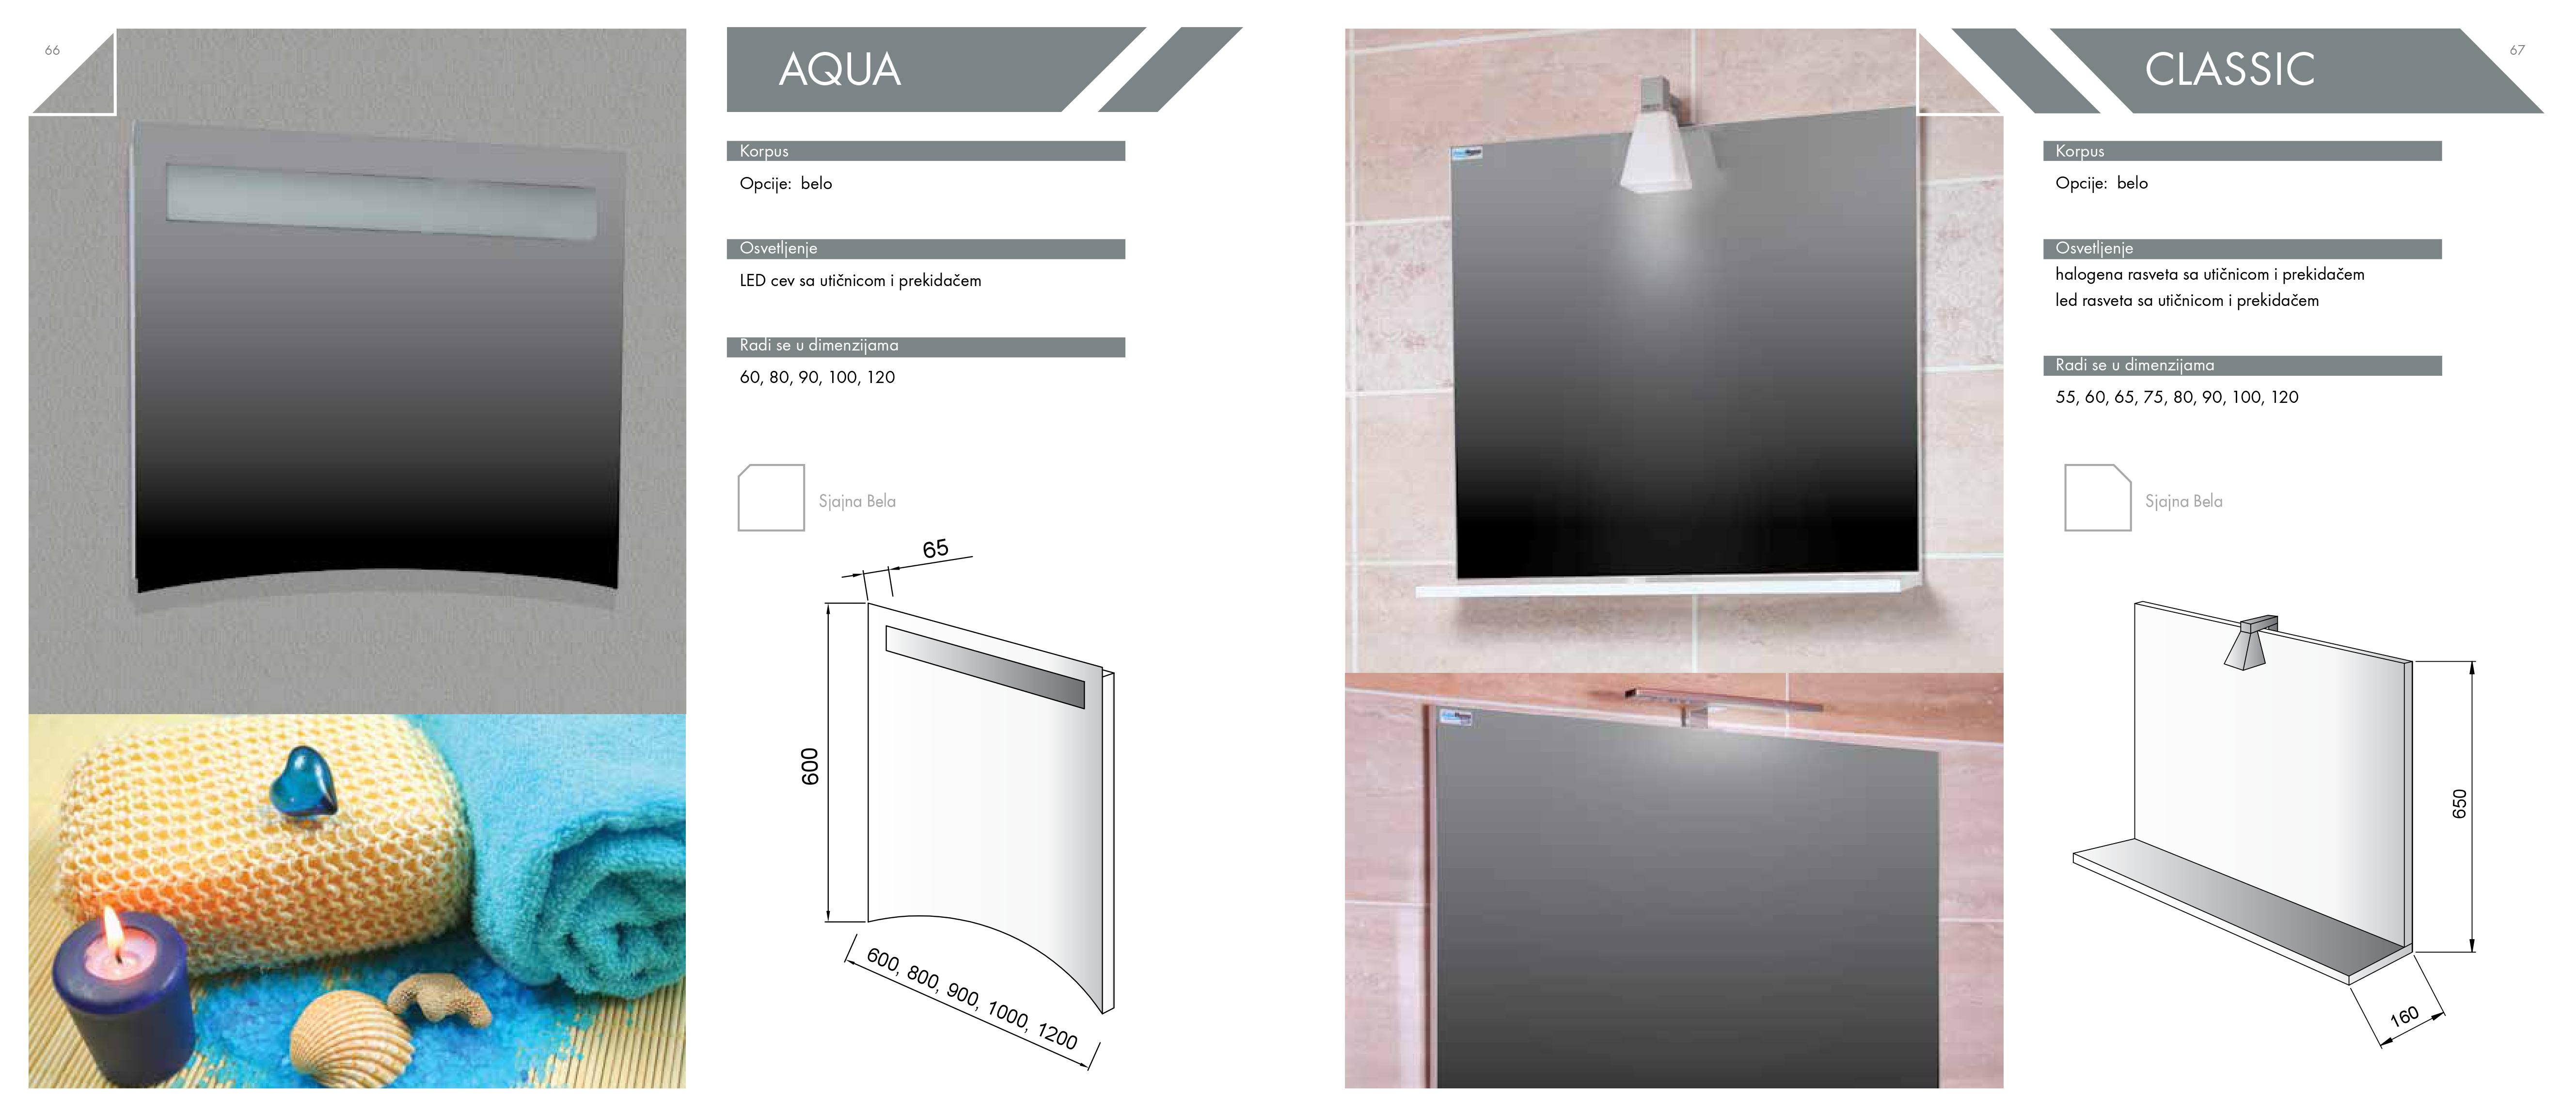 66
AQUA
Korpus
Opcije: belo
Osvetljenje
LED cev sa utičnicom i prekidačem
Radi se u dimenzijama
60, 80, 90, 100, 120
Sjajna Bela
65
600
600, 800, 900, 1000, 1200
67
CLASSIC
Korpus
Opcije: belo
Osvetljenje
halogena rasveta sa utičnicom i prekidačem
led rasveta sa utičnicom i prekidačem
Radi se u dimenzijama
55, 60, 65, 75, 80, 90, 100, 120
Sjajna Bela
650
160